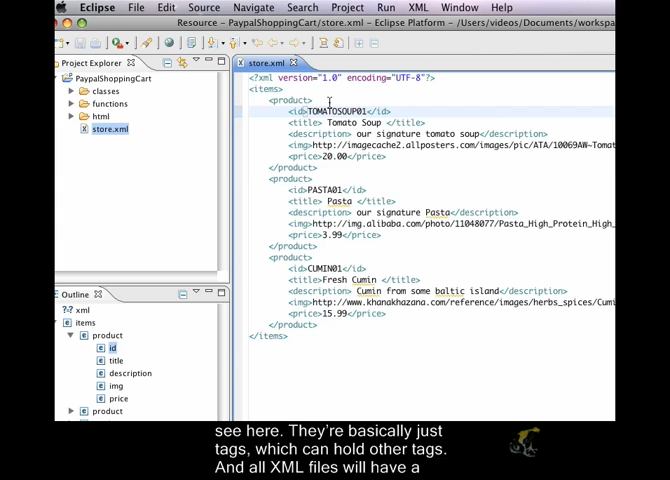 Eclipse File Edit Navigate Search Project Run XML Window Help
Resource - PaypalShoppingCart/store.xml - Eclipse Platform - /Users/videos/Documents/workspa
Project Explorer
PaypalShoppingCart
classes
functions
html
store.xml
store.xml
<?xml version="1.0" encoding="UTF-8"?>
<items>
<product>
<id>TOMATOSOUP01</id>
<title> Tomato Soup </title>
<description> our signature tomato soup</description>
<img>http://imagecache2.allposters.com/images/pic/ATA/10069AW~Tomat
<price>20.00</price>
</product>
<product>
<id>PASTA01</id>
<title> Pasta </title>
<description> our signature Pasta</description>
<img>http://img.alibaba.com/photo/11048077/Pasta_High_Protein_High_
<price>3.99</price>
</product>
<product>
<id>CUMIN01</id>
<title>Fresh Cumin </title>
<description> Cumin from some baltic island</description>
<img>http://www.khanakhazana.com/reference/images/herbs_spices/Cumi
<price>15.99</price>
</product>
</items>
Outline
xml
items
product
id
title
description
img
price
product
see here. They're basically just
tags, which can hold other tags.
And all XML files will have a